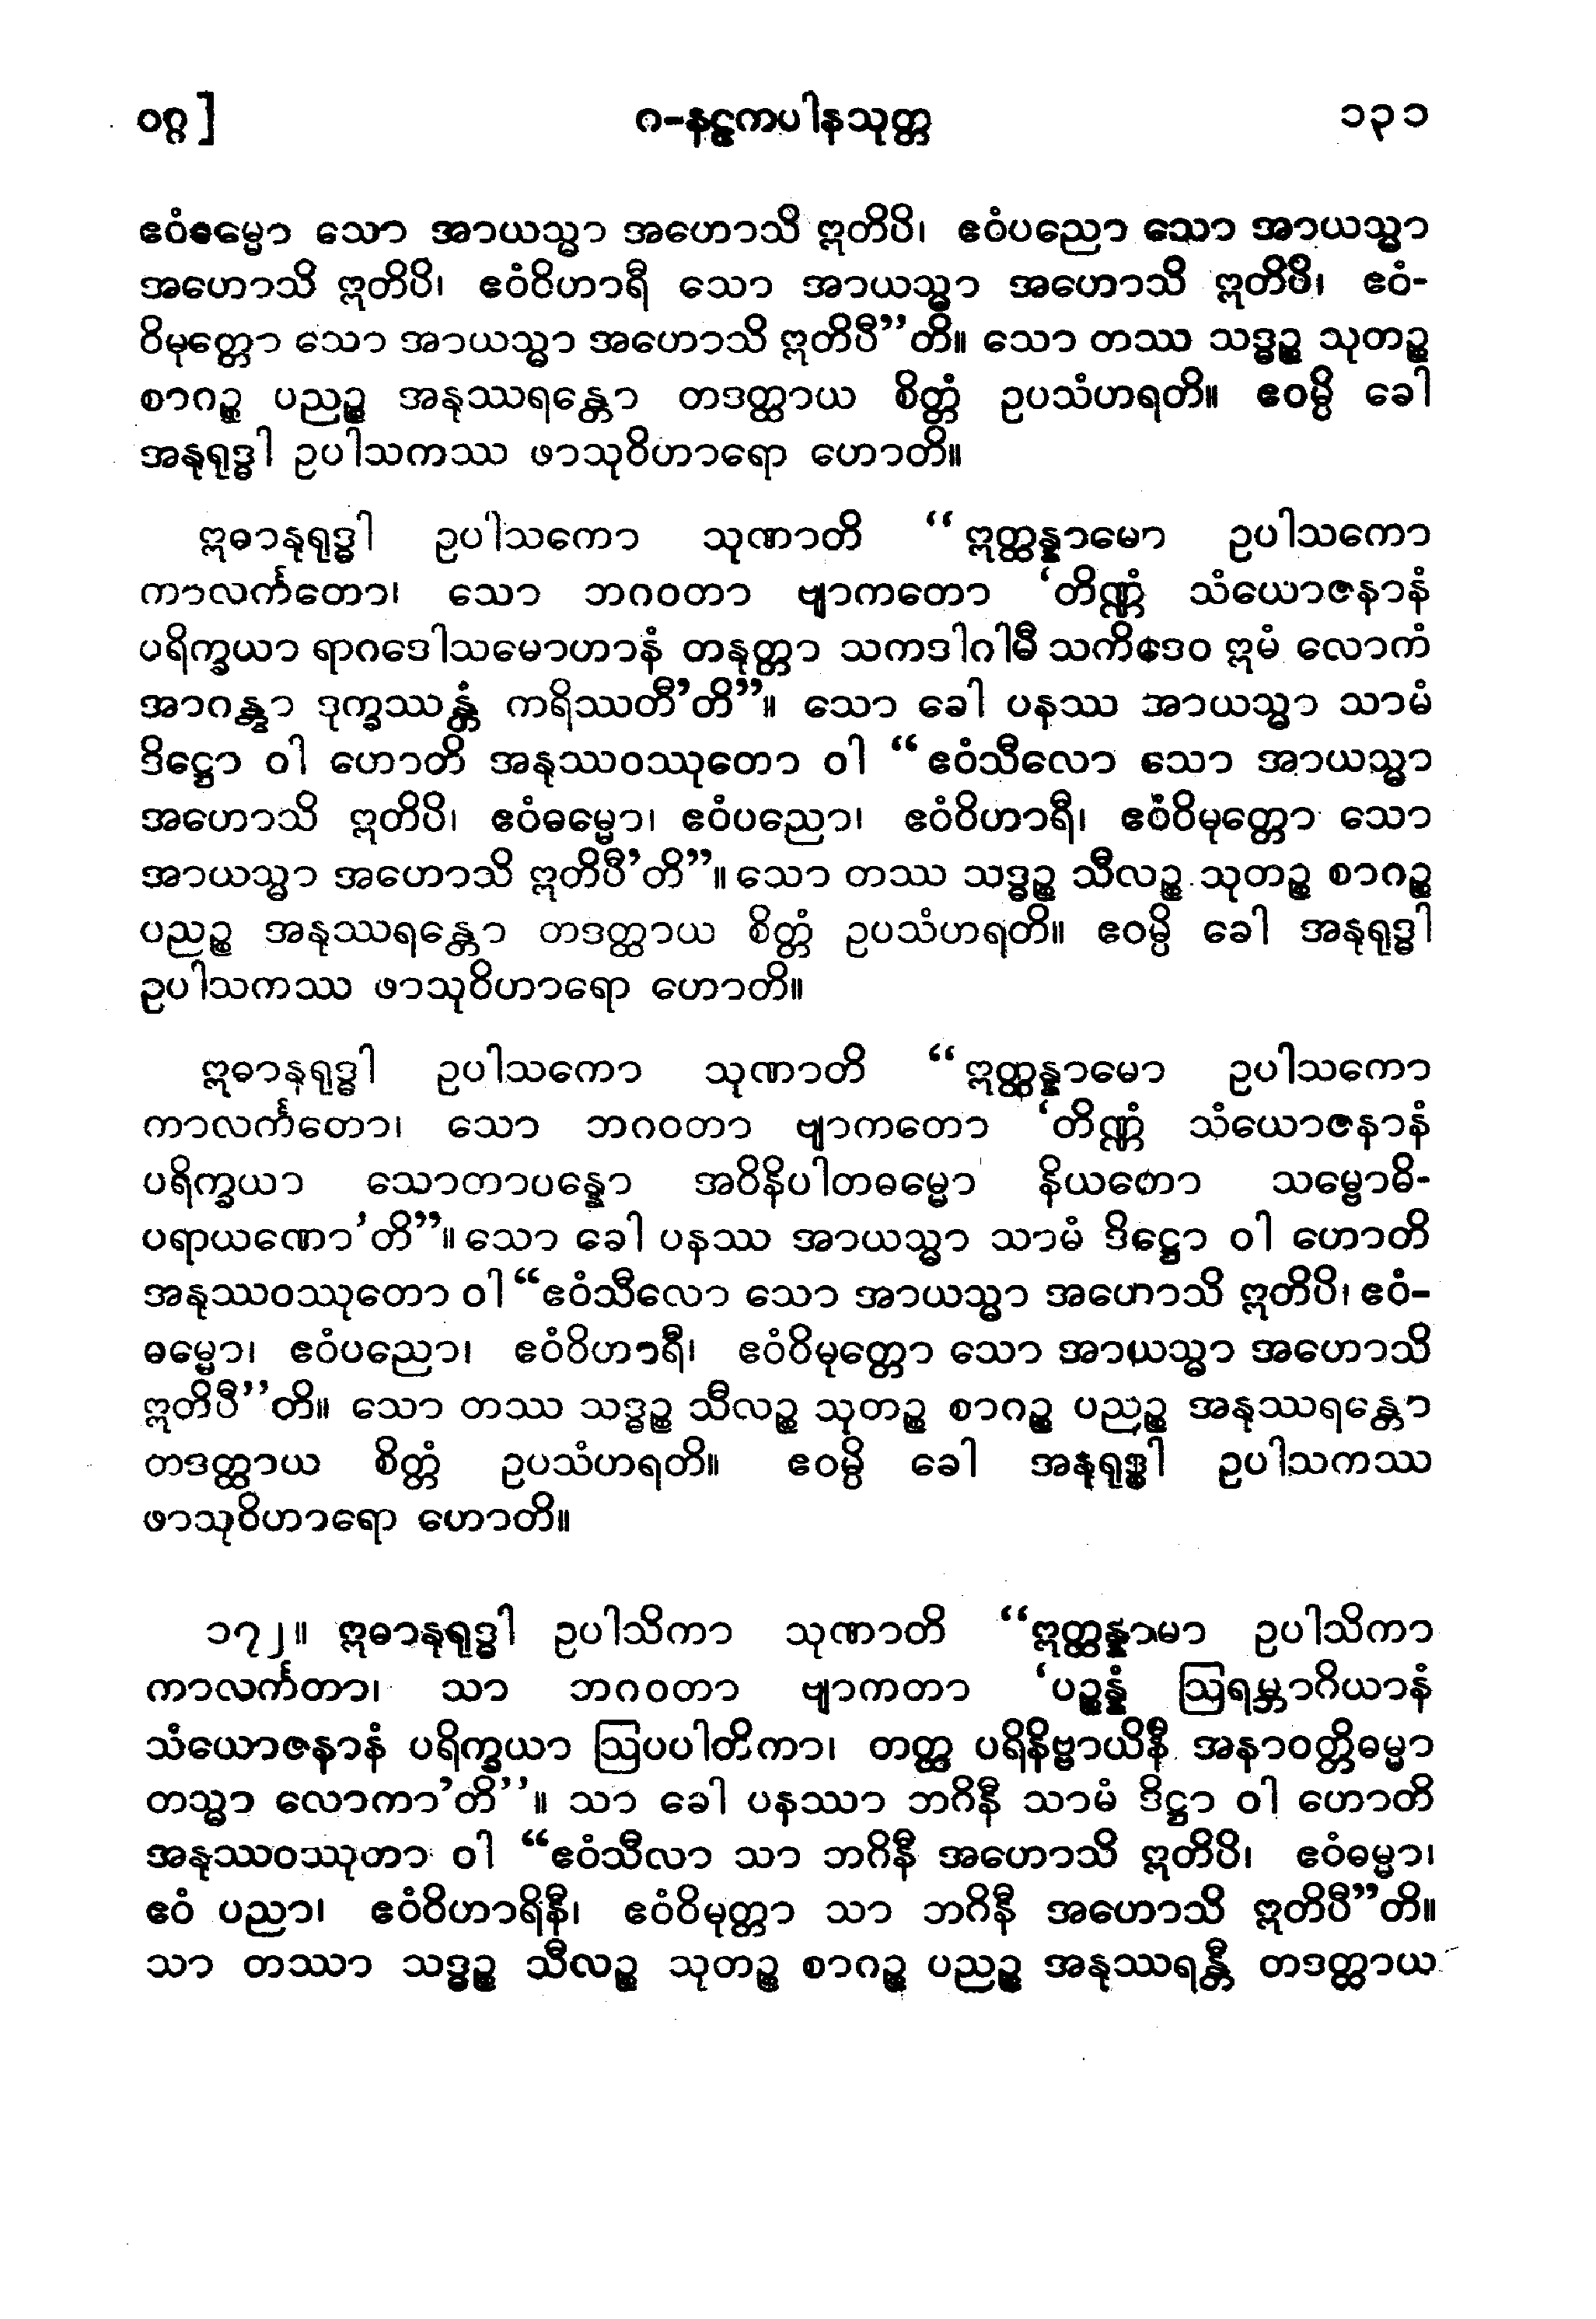 ဝဂ္ဂ]	၈-နဠကပါနသုတ္တ	၁၃၁
ဧဝံဓမ္မော သော အာယသ္မာ အဟောသိ ဣတိပိ၊ ဧဝံပညော သော အာယသ္မာ
အဟောသိ ဣတိပိ၊ ဧဝံဝိဟာရီ သော အာယသ္မာ အဟောသိ ဣတိပိ၊ ဧဝံ-
ဝိမုတ္တော သော အာယသ္မာ အဟောသိ ဣတိပီ”တိ။ သော တဿ သဒ္ဓဉ္စ သုတဉ္စ
စာဂဉ္စ ပညဉ္စ အနုဿရန္တော တဒတ္ထာယ စိတ္တံ ဥပသံဟရတိ။ ဧဝမ္ပိ ခေါ
အနုရုဒ္ဓါ ဥပါသကဿ ဖာသုဝိဟာရော ဟောတိ။
ဣဓာနုရုဒ္ဓါ ဥပါသကော သုဏာတိ “ဣတ္ထန္နာမော ဥပါသကော
ကာလင်္ကတော၊ သော ဘဂဝတာ ဗျာကတော ‘တိဏ္ဏံ သံယောဇနာနံ
ပရိက္ခယာ ရာဂဒေါသမောဟာနံ တနုတ္တာ သကဒါဂါမီ သကိဒေဝ ဣမံ လောကံ
အာဂန္တွာ ဒုက္ခဿန္တံ ကရိဿတီ’တိ”။ သော ခေါ ပနဿ အာယသ္မာ သာမံ
ဒိဋ္ဌော ဝါ ဟောတိ အနုဿဝဿုတော ဝါ “ဧဝံသီလော သော အာယသ္မာ
အဟောသိ ဣတိပိ၊ ဧဝံဓမ္မော၊ ဧဝံပညော၊ ဧဝံဝိဟာရီ၊ ဧဝံဝိမုတ္တော သော
အာယသ္မာ အဟောသိ ဣတိပီ’တိ”။ သော တဿ သဒ္ဓဉ္စ သီလဉ္စ သုတဉ္စ စာဂဉ္စ
ပညဉ္စ အနုဿရန္တော တဒတ္ထာယ စိတ္တံ ဥပသံဟရတိ။ ဧဝမ္ပိ ခေါ အနုရုဒ္ဓါ
ဥပါသကဿ ဖာသုဝိဟာရော ဟောတိ။
ဣဓာနုရုဒ္ဓါ ဥပါသကော သုဏာတိ “ဣတ္ထန္နာမော ဥပါသကော
ကာလင်္ကတော၊ သော ဘဂဝတာ ဗျာကတော ‘တိဏ္ဏံ သံယောဇနာနံ
ပရိက္ခယာ သောတာပန္နော အဝိနိပါတဓမ္မော နိယတော သမ္ဗောဓိ-
ပရာယဏော’တိ”။ သော ခေါ ပနဿ အာယသ္မာ သာမံ ဒိဋ္ဌော ဝါ ဟောတိ
အနုဿဝဿုတော ဝါ “ဧဝံသီလော သော အာယသ္မာ အဟောသိ ဣတိပိ၊ ဧဝံ-
ဓမ္မော၊ ဧဝံပညော၊ ဧဝံဝိဟာရီ၊ ဧဝံဝိမုတ္တော သော အာယသ္မာ အဟောသိ
ဣတိပီ”တိ။ သော တဿ သဒ္ဓဉ္စ သီလဉ္စ သုတဉ္စ စာဂဉ္စ ပညဉ္စ အနုဿရန္တော
တဒတ္ထာယ စိတ္တံ ဥပသံဟရတိ။ ဧဝမ္ပိ ခေါ အနုရုဒ္ဓါ ဥပါသကဿ
ဖာသုဝိဟာရော ဟောတိ။
၁၇၂။ ဣဓာနုရုဒ္ဓါ ဥပါသိကာ သုဏာတိ “ဣတ္ထန္နာမာ ဥပါသိကာ
ကာလင်္ကတာ၊ သာ ဘဂဝတာ ဗျာကတာ ‘ပဉ္စန္နံ ဩရမ္ဘာဂိယာနံ
သံယောဇနာနံ ပရိက္ခယာ ဩပပါတိကာ၊ တတ္ထ ပရိနိဗ္ဗာယိနီ အနာဝတ္တိဓမ္မာ
တသ္မာ လောကာ’တိ”။ သာ ခေါ ပနဿာ ဘဂိနီ သာမံ ဒိဋ္ဌာ ဝါ ဟောတိ
အနုဿဝဿုတာ ဝါ “ဧဝံသီလာ သာ ဘဂိနီ အဟောသိ ဣတိပိ၊ ဧဝံဓမ္မာ၊
ဧဝံ ပညာ၊ ဧဝံဝိဟာရိနီ၊ ဧဝံဝိမုတ္တာ သာ ဘဂိနီ အဟောသိ ဣတိပီ”တိ။
သာ တဿာ သဒ္ဓဉ္စ သီလဉ္စ သုတဉ္စ စာဂဉ္စ ပညဉ္စ အနုဿရန္တီ တဒတ္ထာယ